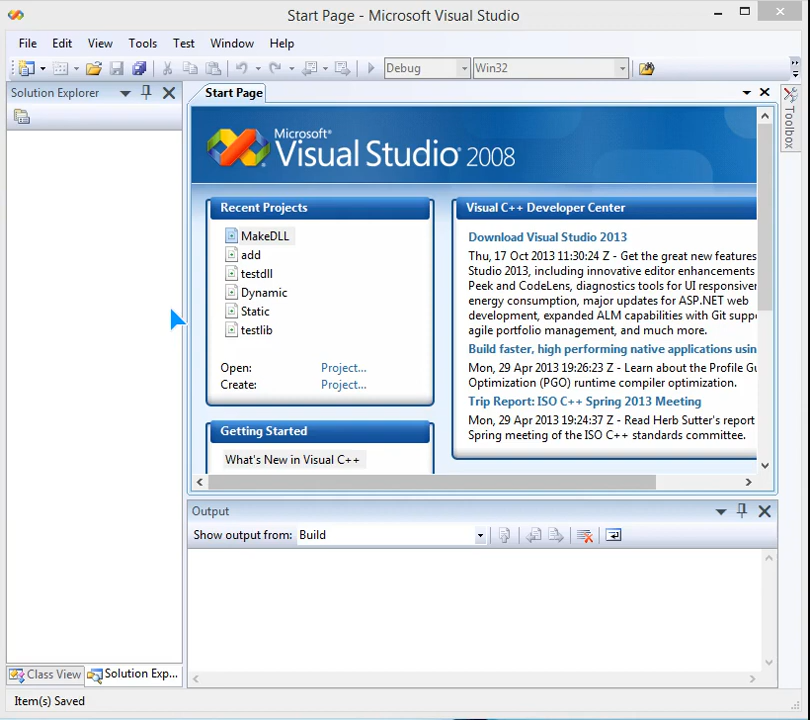 Start Page - Microsoft Visual Studio
File Edit View Tools Test Window Help
Debug Win32
Solution Explorer
Start Page
Toolbox
Microsoft®
Visual Studio® 2008
Recent Projects
MakeDLL
add
testdll
Dynamic
Static
testlib
Open: Project...
Create: Project...
Getting Started
What's New in Visual C++
Visual C++ Developer Center
Download Visual Studio 2013
Thu, 17 Oct 2013 11:30:24 Z - Get the great new features
Studio 2013, including innovative editor enhancements
Peek and CodeLens, diagnostics tools for UI responsiver
energy consumption, major updates for ASP.NET web
development, expanded ALM capabilities with Git suppo
agile portfolio management, and much more.
Build faster, high performing native applications usin
Mon, 29 Apr 2013 19:26:23 Z - Learn about the Profile Gu
Optimization (PGO) runtime compiler optimization.
Trip Report: ISO C++ Spring 2013 Meeting
Mon, 29 Apr 2013 19:24:37 Z - Read Herb Sutter's report
Spring meeting of the ISO C++ standards committee.
Output
Show output from: Build
Class View Solution Exp...
Item(s) Saved